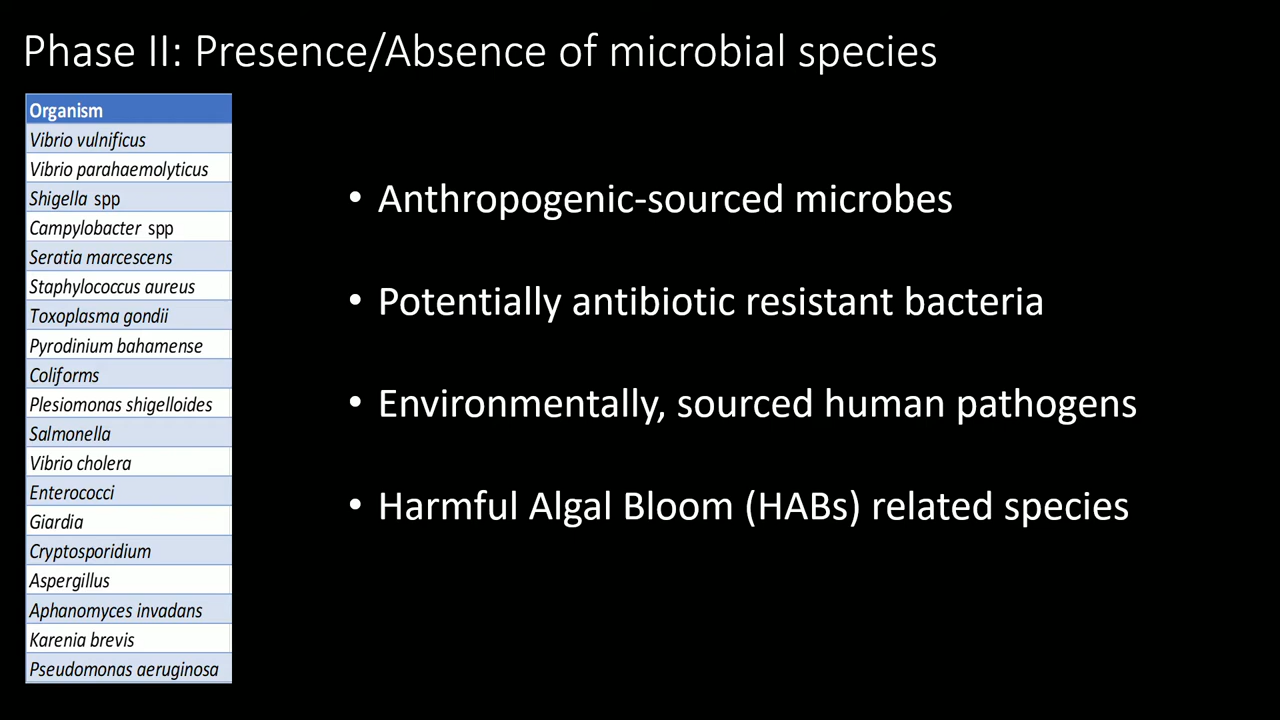 Phase II: Presence/Absence of microbial species
Organism
Vibrio vulnificus
Vibrio parahaemolyticus
Shigella spp
Campylobacter spp
Seratia marcescens
Staphylococcus aureus
Toxoplasma gondii
Pyrodinium bahamense
Coliforms
Plesiomonas shigelloides
Salmonella
Vibrio cholera
Enterococci
Giardia
Cryptosporidium
Aspergillus
Aphanomyces invadans
Karenia brevis
Pseudomonas aeruginosa
• Anthropogenic-sourced microbes
• Potentially antibiotic resistant bacteria
• Environmentally, sourced human pathogens
• Harmful Algal Bloom (HABs) related species